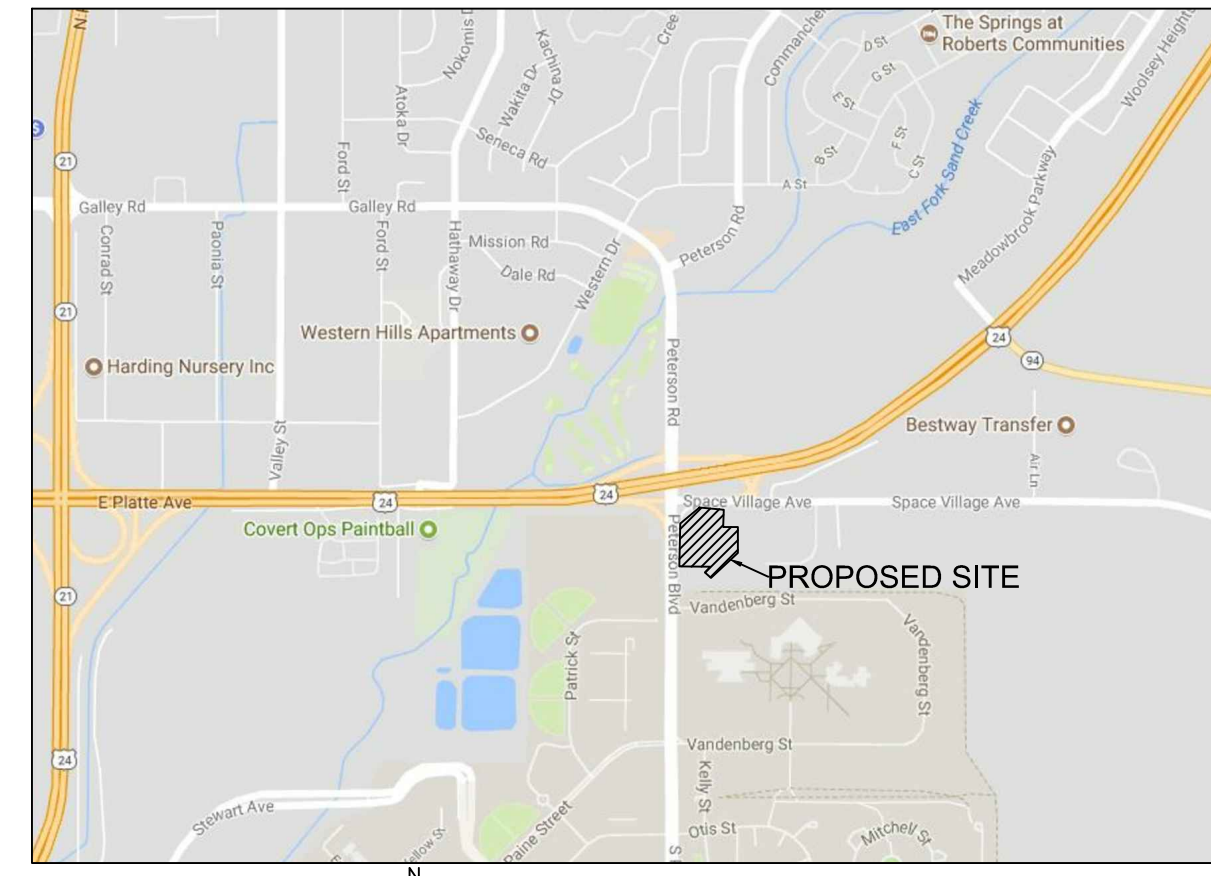 The Springs at
Roberts Communities
Nokomis
Kachina Dr
Wakita Dr
Cree
Commanche
D St
G St
E St
F St
C St
B St
A St
Woolsey Heights
Atoka Dr
Seneca Rd
Ford St
East Fork Sand Creek
Meadowbrook Parkway
21
Galley Rd
Galley Rd
Conrad St
Paonia St
Ford St
Hathaway Dr
Mission Rd
Dale Rd
Western Dr
Peterson Rd
21
Western Hills Apartments
Harding Nursery Inc
Peterson Rd
24
94
Valley St
Bestway Transfer
Air Ln
E Platte Ave
24
24
Space Village Ave
Space Village Ave
Covert Ops Paintball
Peterson Blvd
PROPOSED SITE
21
Vandenberg St
Vandenberg St
Patrick St
24
Vandenberg St
Kelly St
Stewart Ave
Paine Street
Otis St
Mitchell St
ellow St
S
N